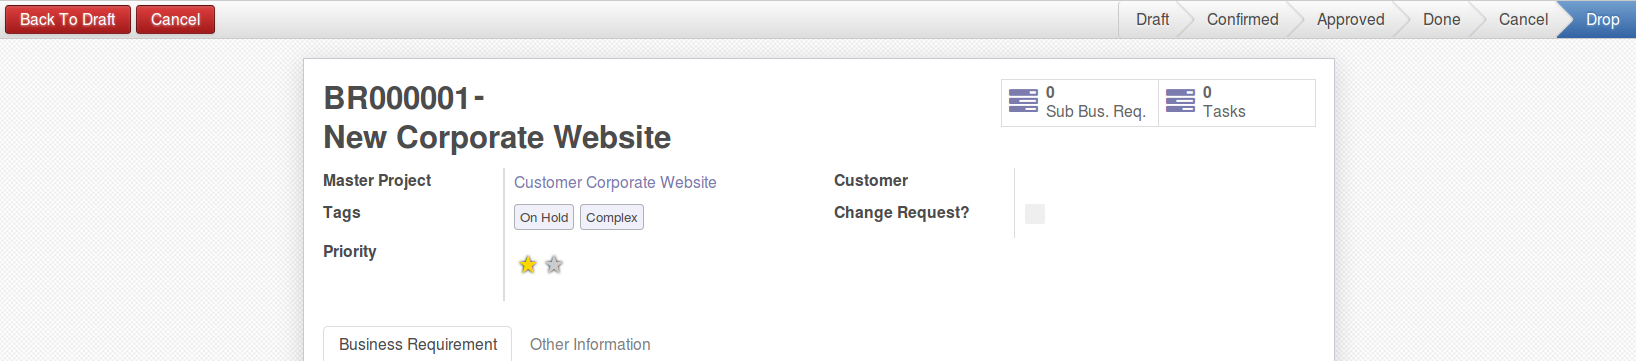 Back To Draft Cancel Draft Confirmed Approved Done Cancel Drop
BR000001-
New Corporate Website
0 Sub Bus. Req.
0 Tasks
Master Project Customer Corporate Website
Customer
Tags On Hold Complex
Change Request?
Priority
Business Requirement Other Information